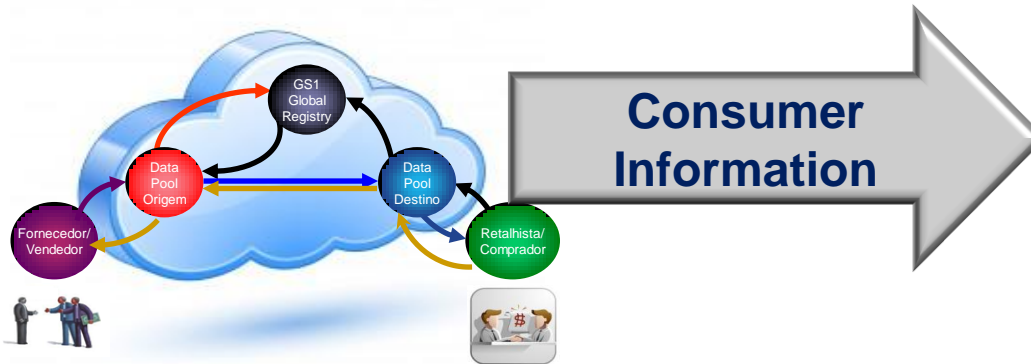 GS1
Global
Registry
Data
Pool
Origem
Data
Pool
Destino
Fornecedor/
Vendedor
Retalhista/
Comprador
Consumer
Information